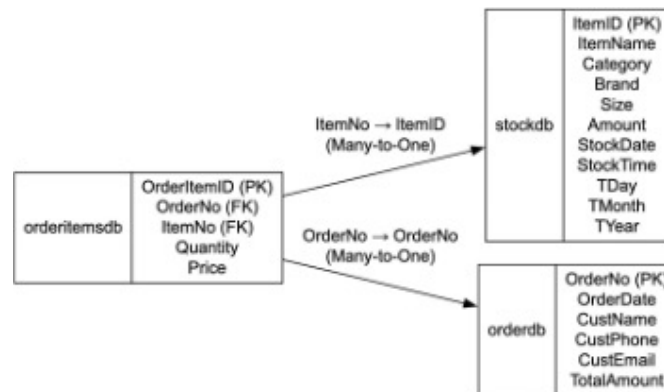 orderitemsdb
OrderItemID (PK)
OrderNo (FK)
ItemNo (FK)
Quantity
Price
ItemNo → ItemID
(Many-to-One)
OrderNo → OrderNo
(Many-to-One)
stockdb
ItemID (PK)
ItemName
Category
Brand
Size
Amount
StockDate
StockTime
TDay
TMonth
TYear
orderdb
OrderNo (PK)
OrderDate
CustName
CustPhone
CustEmail
TotalAmount